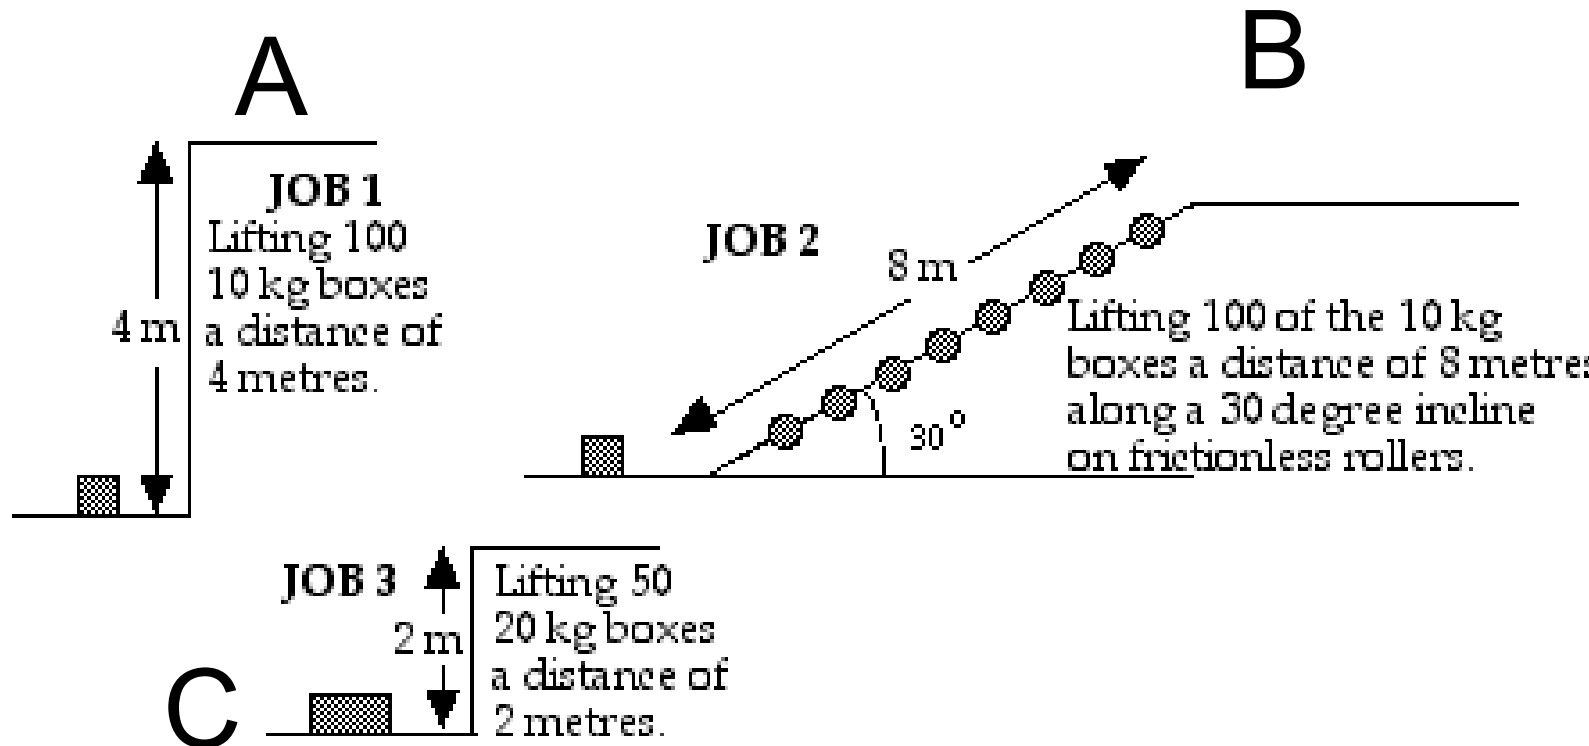 A
JOB 1
Lifting 100
10 kg boxes
a distance of
4 metres.
4 m
B
JOB 2
8 m
30°
Lifting 100 of the 10 kg
boxes a distance of 8 metres
along a 30 degree incline
on frictionless rollers.
C
JOB 3
2 m
Lifting 50
20 kg boxes
a distance of
2 metres.